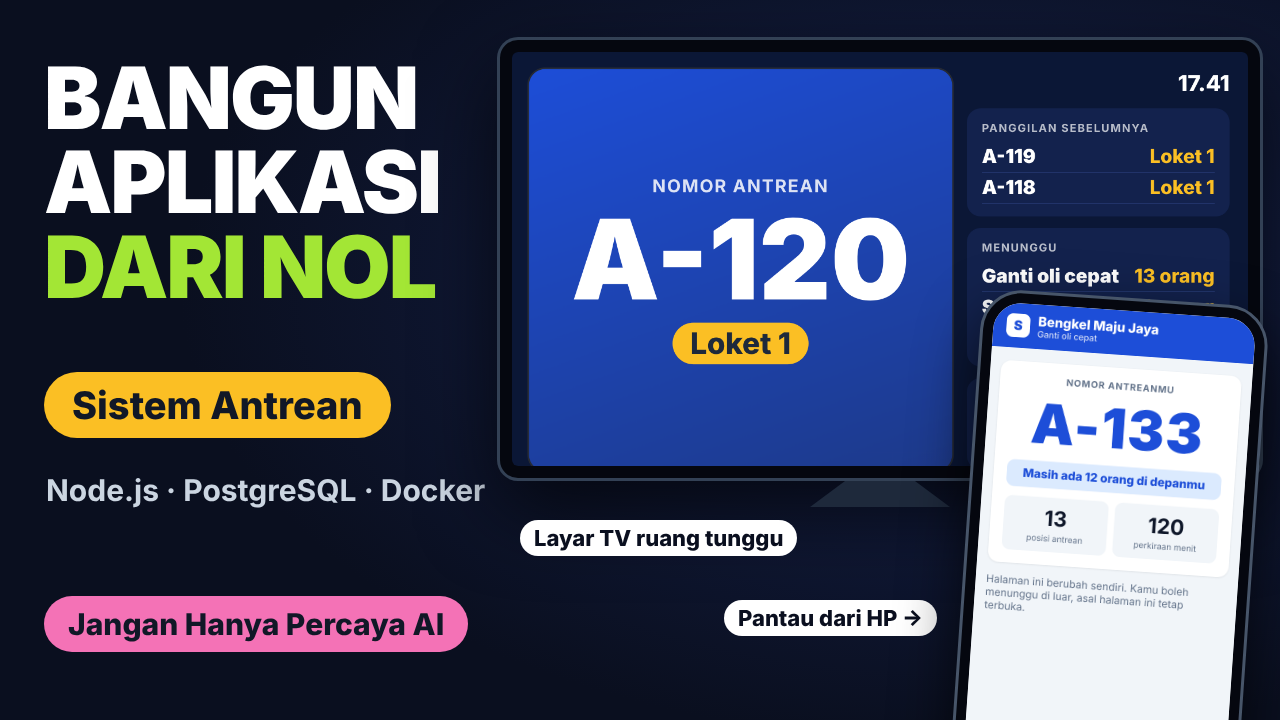 BANGUN
APLIKASI
DARI NOL
Sistem Antrean
Node.js · PostgreSQL · Docker
Jangan Hanya Percaya AI
NOMOR ANTREAN
A-120
Loket 1
17.41
PANGGILAN SEBELUMNYA
A-119 Loket 1
A-118 Loket 1
MENUNGGU
Ganti oli cepat 13 orang
Layar TV ruang tunggu
Pantau dari HP →
S Bengkel Maju Jaya
Ganti oli cepat
NOMOR ANTREANMU
A-133
Masih ada 12 orang di depanmu
13 120
posisi antrean perkiraan menit
Halaman ini berubah sendiri. Kamu boleh
menunggu di luar, asal halaman ini tetap
terbuka.